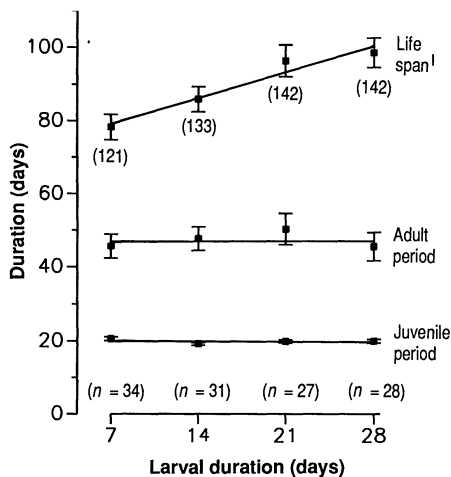 100
80
60
40
20
0
Duration (days)
Life
span¹
(121)
(133)
(142)
(142)
Adult
period
Juvenile
period
(n = 34)
(n = 31)
(n = 27)
(n = 28)
7
14
21
28
Larval duration (days)